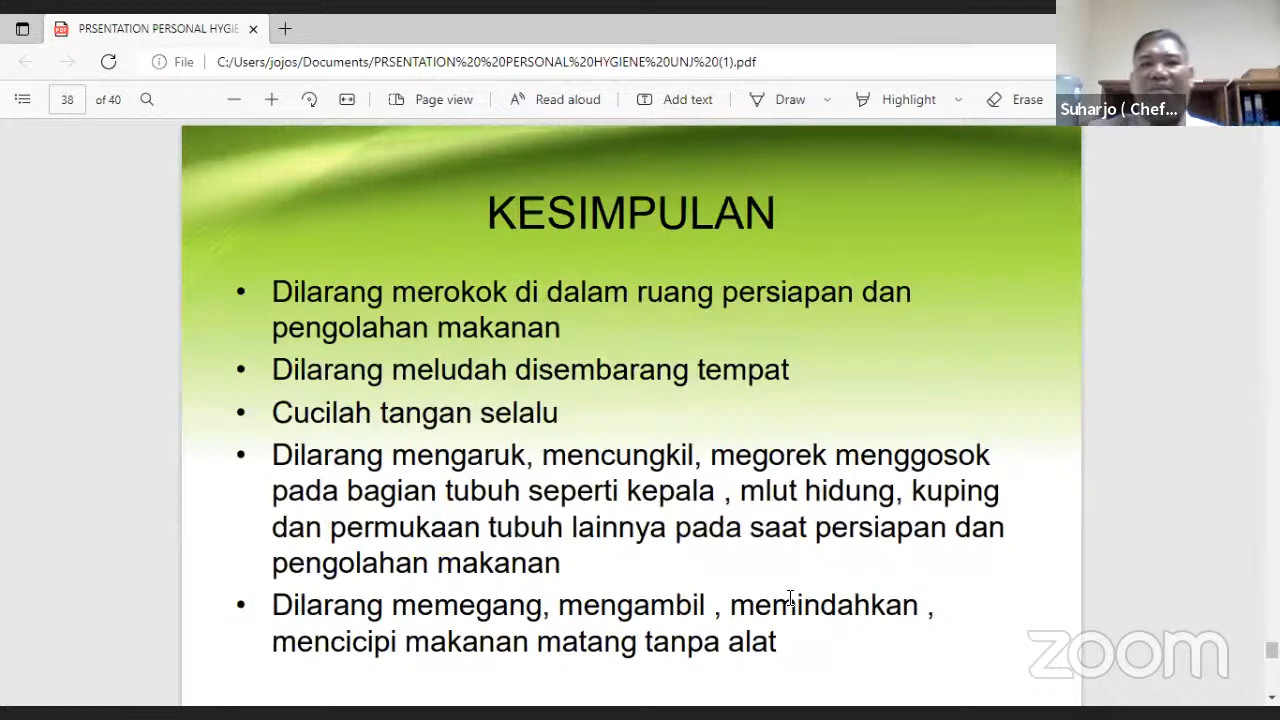 PRSENTATION PERSONAL HYGIE
File
C:/Users/jojos/Documents/PRSENTATION%20%20PERSONAL%20HYGIENE%20UNJ%20(1).pdf
38 of 40
Page view
Read aloud
Add text
Draw
Highlight
Erase
Suharjo ( Chef...
KESIMPULAN
• Dilarang merokok di dalam ruang persiapan dan
pengolahan makanan
• Dilarang meludah disembarang tempat
• Cucilah tangan selalu
• Dilarang mengaruk, mencungkil, megorek menggosok
pada bagian tubuh seperti kepala , mlut hidung, kuping
dan permukaan tubuh lainnya pada saat persiapan dan
pengolahan makanan
• Dilarang memegang, mengambil , memindahkan ,
mencicipi makanan matang tanpa alat
zoom